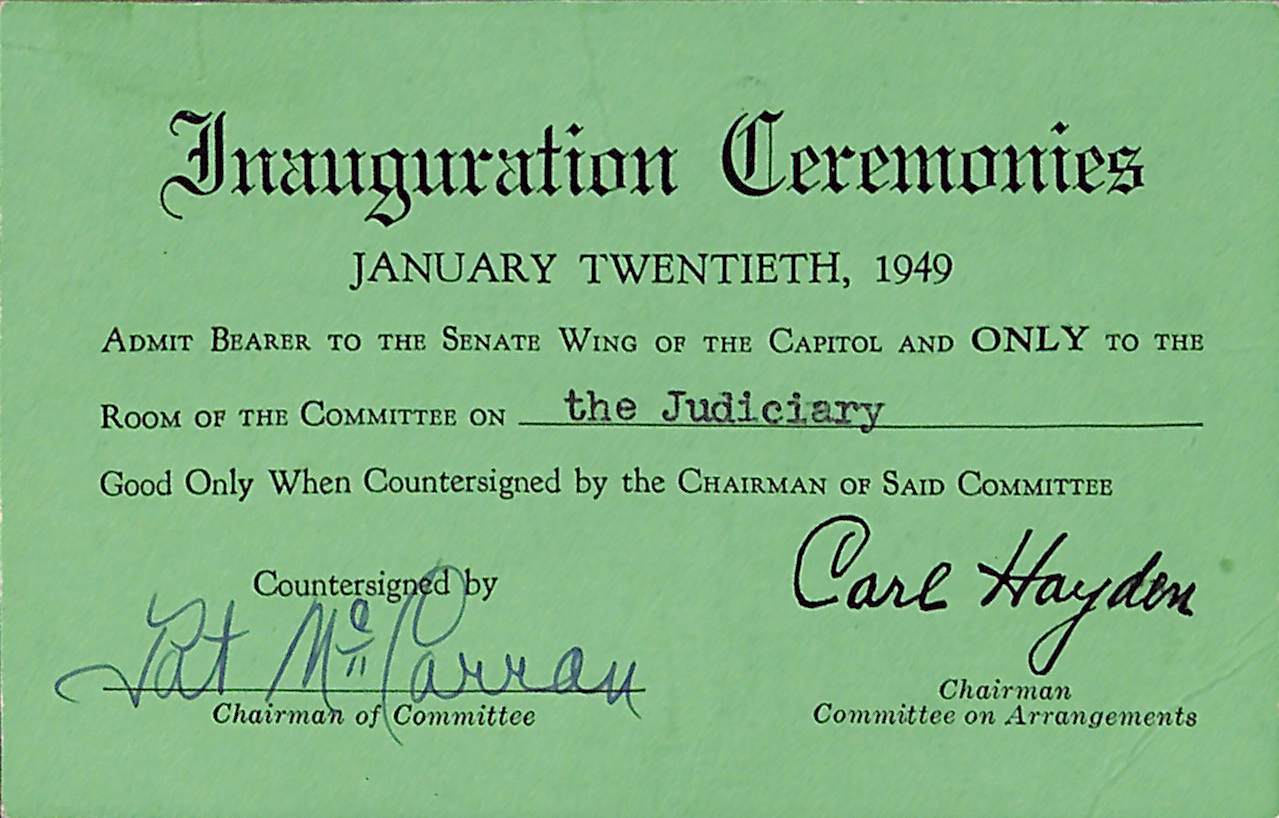 Inauguration Ceremonies
JANUARY TWENTIETH, 1949
ADMIT BEARER TO THE SENATE WING OF THE CAPITOL AND ONLY TO THE
ROOM OF THE COMMITTEE ON the Judiciary
Good Only When Countersigned by the CHAIRMAN OF SAID COMMITTEE
Carl Hayden
Countersigned by
Pat McCarran
Chairman
Chairman of Committee
Committee on Arrangements